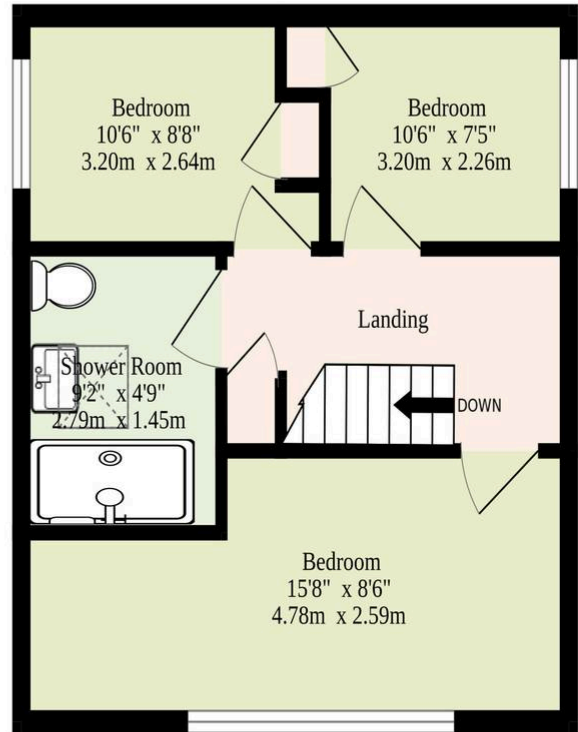 Bedroom
10'6" x 8'8"
3.20m x 2.64m
Bedroom
10'6" x 7'5"
3.20m x 2.26m
Landing
Shower Room
9'2" x 4'9"
2.79m x 1.45m
DOWN
Bedroom
15'8" x 8'6"
4.78m x 2.59m